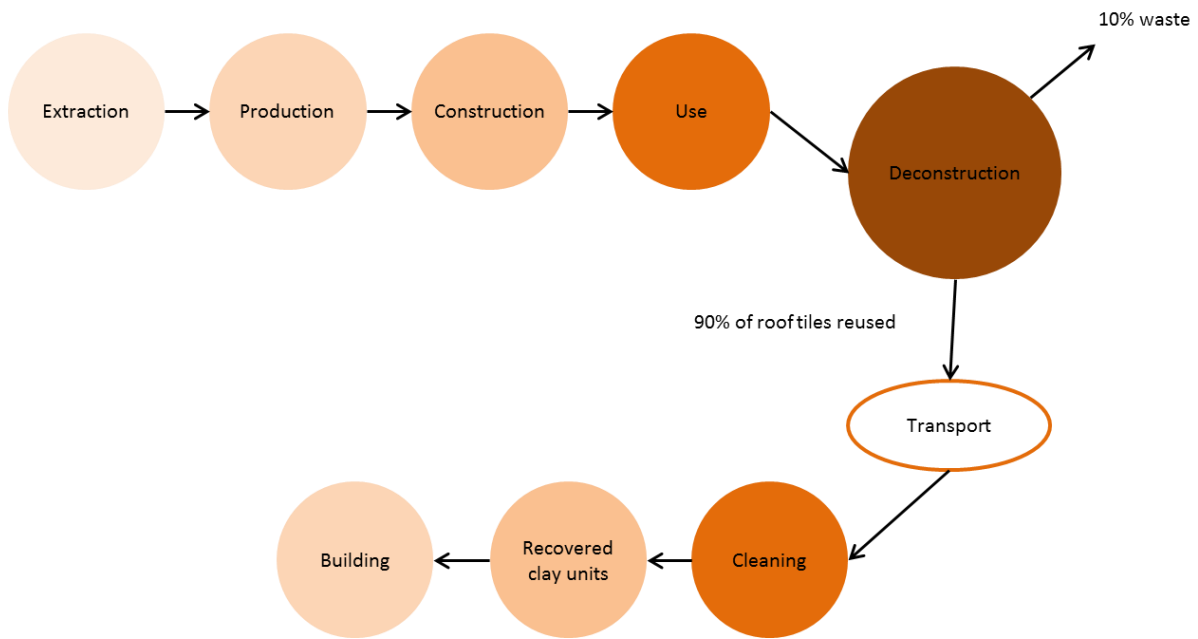 10% waste
Extraction
Production
Construction
Use
Deconstruction
90% of roof tiles reused
Transport
Building
Recovered
clay units
Cleaning